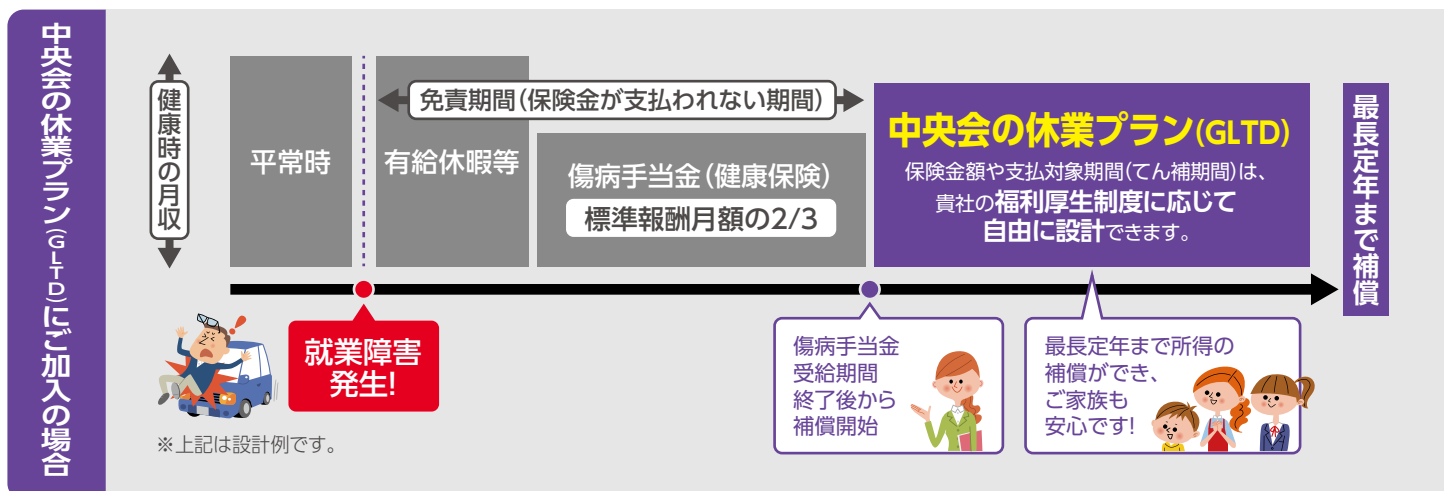 中央会の休業プラン(GLTD)にご加入の場合
健康時の月収
平常時
有給休暇等
免責期間(保険金が支払われない期間)
傷病手当金(健康保険)
標準報酬月額の2/3
中央会の休業プラン(GLTD)
保険金額や支払対象期間(てん補期間)は、
貴社の福利厚生制度に応じて
自由に設計できます。
最長定年まで補償
就業障害
発生!
傷病手当金
受給期間
終了後から
補償開始
最長定年まで所得の
補償ができ、
ご家族も
安心です!
※上記は設計例です。